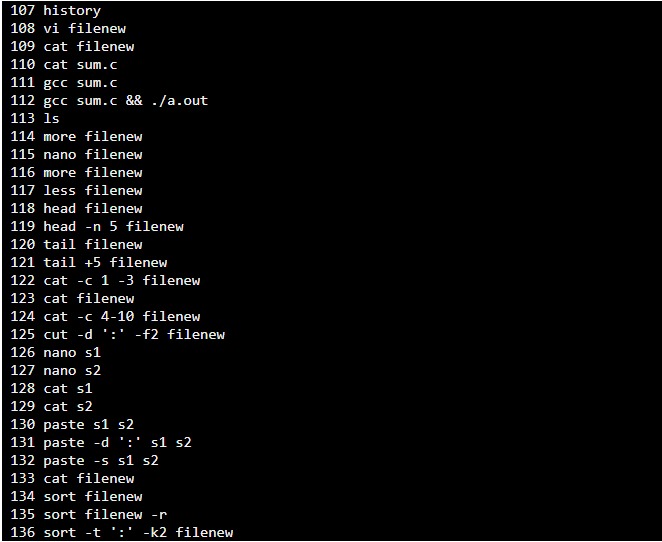 107 history
108 vi filenew
109 cat filenew
110 cat sum.c
111 gcc sum.c
112 gcc sum.c && ./a.out
113 ls
114 more filenew
115 nano filenew
116 more filenew
117 less filenew
118 head filenew
119 head -n 5 filenew
120 tail filenew
121 tail +5 filenew
122 cat -c 1 -3 filenew
123 cat filenew
124 cat -c 4-10 filenew
125 cut -d ':' -f2 filenew
126 nano s1
127 nano s2
128 cat s1
129 cat s2
130 paste s1 s2
131 paste -d ':' s1 s2
132 paste -s s1 s2
133 cat filenew
134 sort filenew
135 sort filenew -r
136 sort -t ':' -k2 filenew